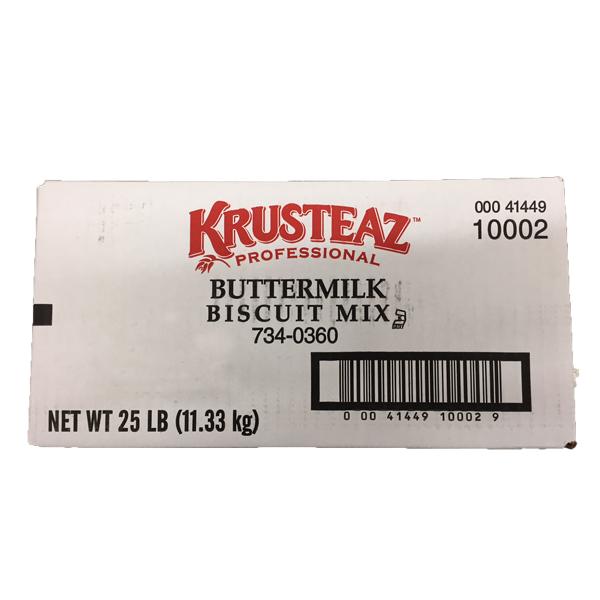 KRUSTEAZ™
PROFESSIONAL
000 41449
10002
BUTTERMILK
BISCUIT MIX
734-0360
0 00 41449 10002 9
NET WT 25 LB (11.33 kg)